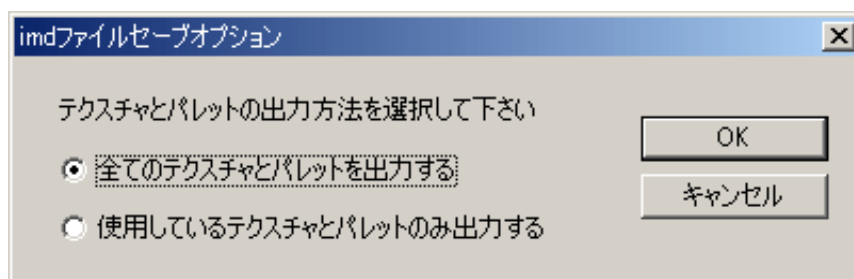 imdファイルセーブオプション
テクスチャとパレットの出力方法を選択して下さい
全てのテクスチャとパレットを出力する
使用しているテクスチャとパレットのみ出力する
OK
キャンセル